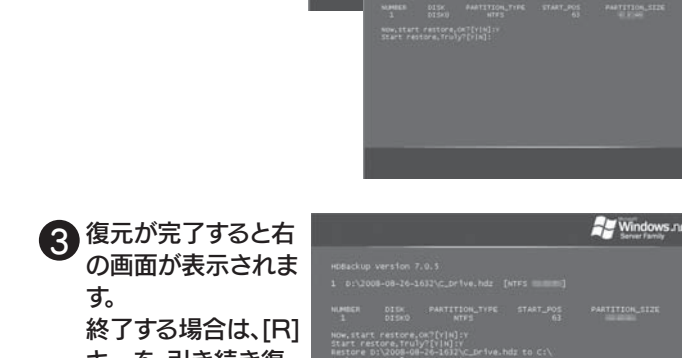 NUMBER DISK PARTITION_TYPE START_POS PARTITION_SIZE
1 DISK0 NTFS 63
Now,start restore,OK?[Y|N]:Y
Start restore,Truly?[Y|N]:
3 復元が完了すると右
の画面が表示されま
す。
終了する場合は、[R]
Microsoft
Windows
Server Family
HDBackup version 7.0.5
1 D:\2008-08-26-1632\C_Drive.hdz [NTFS
NUMBER DISK PARTITION_TYPE START_POS PARTITION_SIZE
1 DISK0 NTFS 63
Now,start restore,OK?[Y|N]:Y
Start restore,Truly?[Y|N]:Y
Restore D:\2008-08-26-1632\C_Drive.hdz to C:\